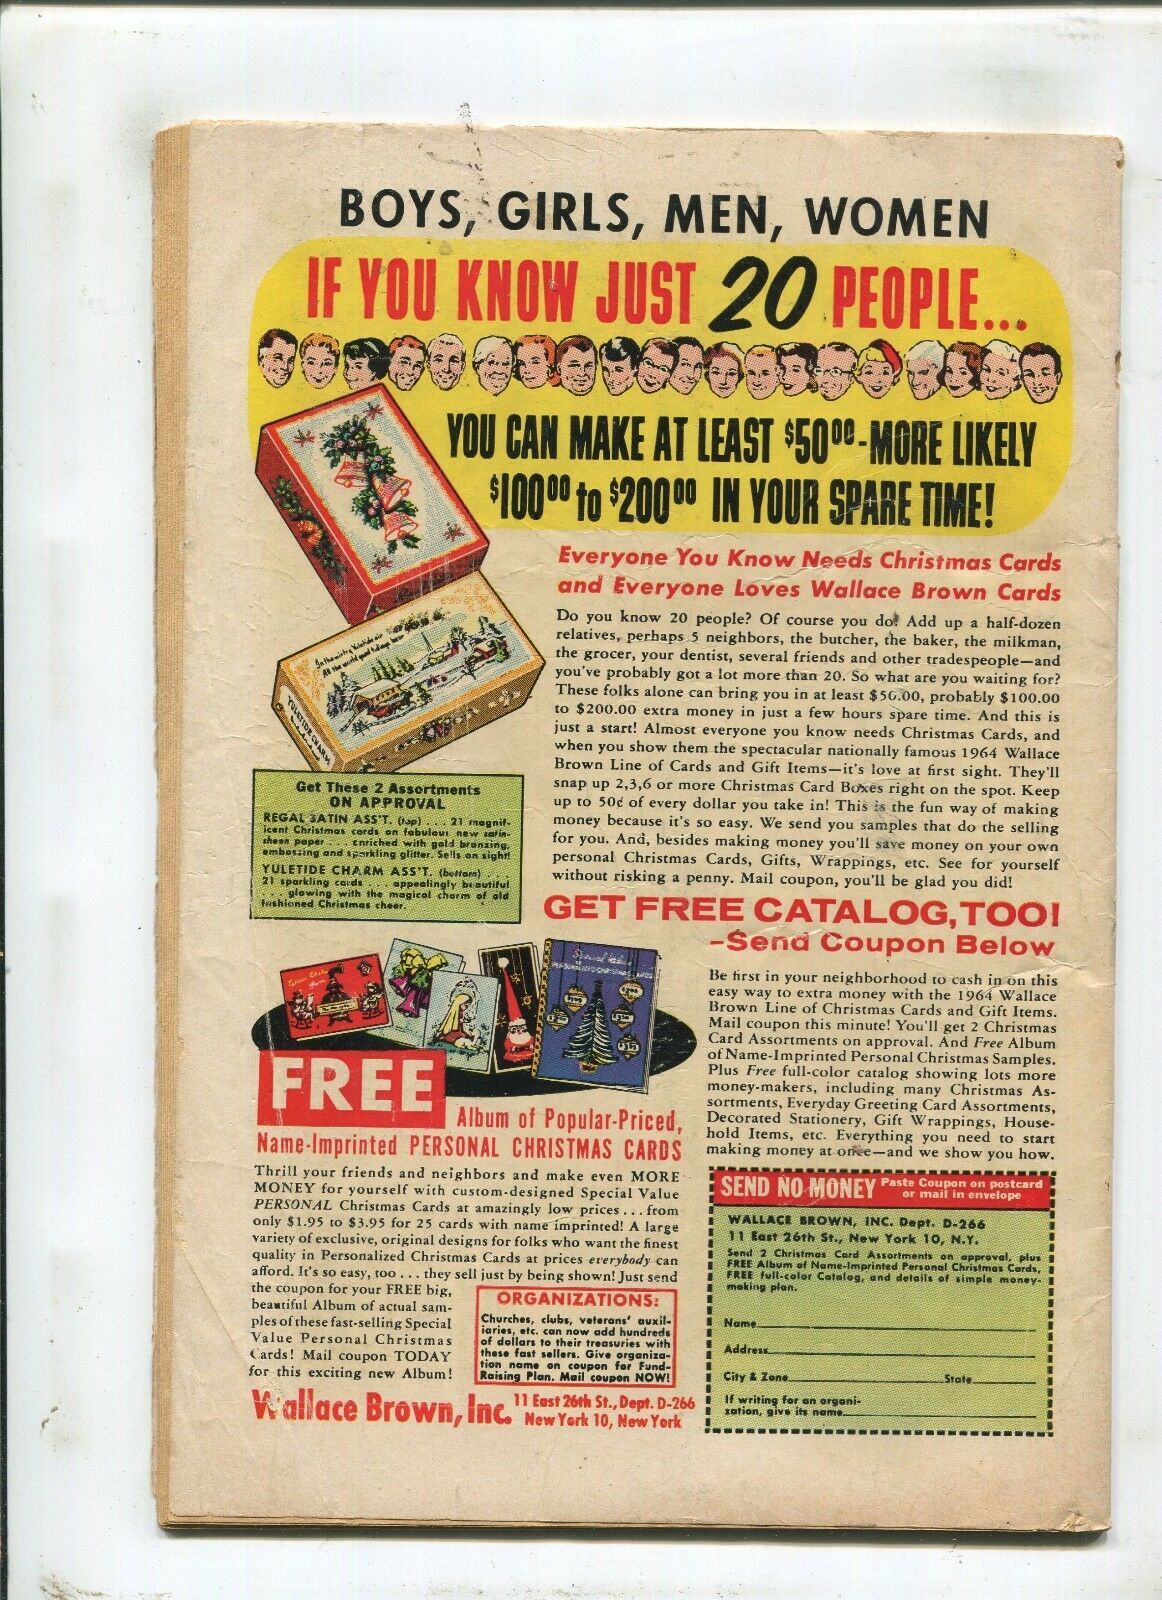 BOYS, GIRLS, MEN, WOMEN
IF YOU KNOW JUST 20 PEOPLE...
YOU CAN MAKE AT LEAST $50⁰⁰-MORE LIKELY
$100⁰⁰ to $200⁰⁰ IN YOUR SPARE TIME!
Everyone You Know Needs Christmas Cards
and Everyone Loves Wallace Brown Cards
Do you know 20 people? Of course you do! Add up a half-dozen
relatives, perhaps 5 neighbors, the butcher, the baker, the milkman,
the grocer, your dentist, several friends and other tradespeople—and
you've probably got a lot more than 20. So what are you waiting for?
These folks alone can bring you in at least $50.00, probably $100.00
to $200.00 extra money in just a few hours spare time. And this is
just a start! Almost everyone you know needs Christmas Cards, and
when you show them the spectacular nationally famous 1964 Wallace
Brown Line of Cards and Gift Items—it's love at first sight. They'll
snap up 2,3,6 or more Christmas Card Boxes right on the spot. Keep
up to 50¢ of every dollar you take in! This is the fun way of making
money because it's so easy. We send you samples that do the selling
for you. And, besides making money you'll save money on your own
personal Christmas Cards, Gifts, Wrappings, etc. See for yourself
without risking a penny. Mail coupon, you'll be glad you did!
YULETIDE CHARM
Get These 2 Assortments
ON APPROVAL
REGAL SATIN ASS'T. (top) . . . 21 magnif-
icent Christmas cards on fabulous new satin-
sheen paper . . . enriched with gold bronzing,
embossing and sparkling glitter. Sells on sight!
YULETIDE CHARM ASS'T. (bottom)
21 sparkling cards . . . appealingly beautiful
. . . glowing with the magical charm of old
fashioned Christmas cheer.
GET FREE CATALOG, TOO!
–Send Coupon Below
Be first in your neighborhood to cash in on this
easy way to extra money with the 1964 Wallace
Brown Line of Christmas Cards and Gift Items.
Mail coupon this minute! You'll get 2 Christmas
Card Assortments on approval. And Free Album
of Name-Imprinted Personal Christmas Samples.
Plus Free full-color catalog showing lots more
money-makers, including many Christmas As-
sortments, Everyday Greeting Card Assortments,
Decorated Stationery, Gift Wrappings, House-
hold Items, etc. Everything you need to start
making money at once—and we show you how.
FREE
Album of Popular-Priced,
Name-Imprinted PERSONAL CHRISTMAS CARDS
Thrill your friends and neighbors and make even MORE
MONEY for yourself with custom-designed Special Value
PERSONAL Christmas Cards at amazingly low prices . . . from
only $1.95 to $3.95 for 25 cards with name imprinted! A large
variety of exclusive, original designs for folks who want the finest
quality in Personalized Christmas Cards at prices everybody can
afford. It's so easy, too . . . they sell just by being shown! Just send
the coupon for your FREE big,
beautiful Album of actual sam-
ples of these fast-selling Special
Value Personal Christmas
Cards! Mail coupon TODAY
for this exciting new Album!
ORGANIZATIONS:
Churches, clubs, veterans' auxil-
iaries, etc. can now add hundreds
of dollars to their treasuries with
these fast sellers. Give organiza-
tion name on coupon for Fund-
Raising Plan. Mail coupon NOW!
Wallace Brown, Inc. 11 East 26th St., Dept. D-266
New York 10, New York
SEND NO MONEY Paste Coupon on postcard
or mail in envelope
WALLACE BROWN, INC. Dept. D-266
11 East 26th St., New York 10, N.Y.
Send 2 Christmas Card Assortments on approval, plus
FREE Album of Name-Imprinted Personal Christmas Cards,
FREE full-color Catalog, and details of simple money-
making plan.
Name
Address
City & Zone State
If writing for an organi-
zation, give its name